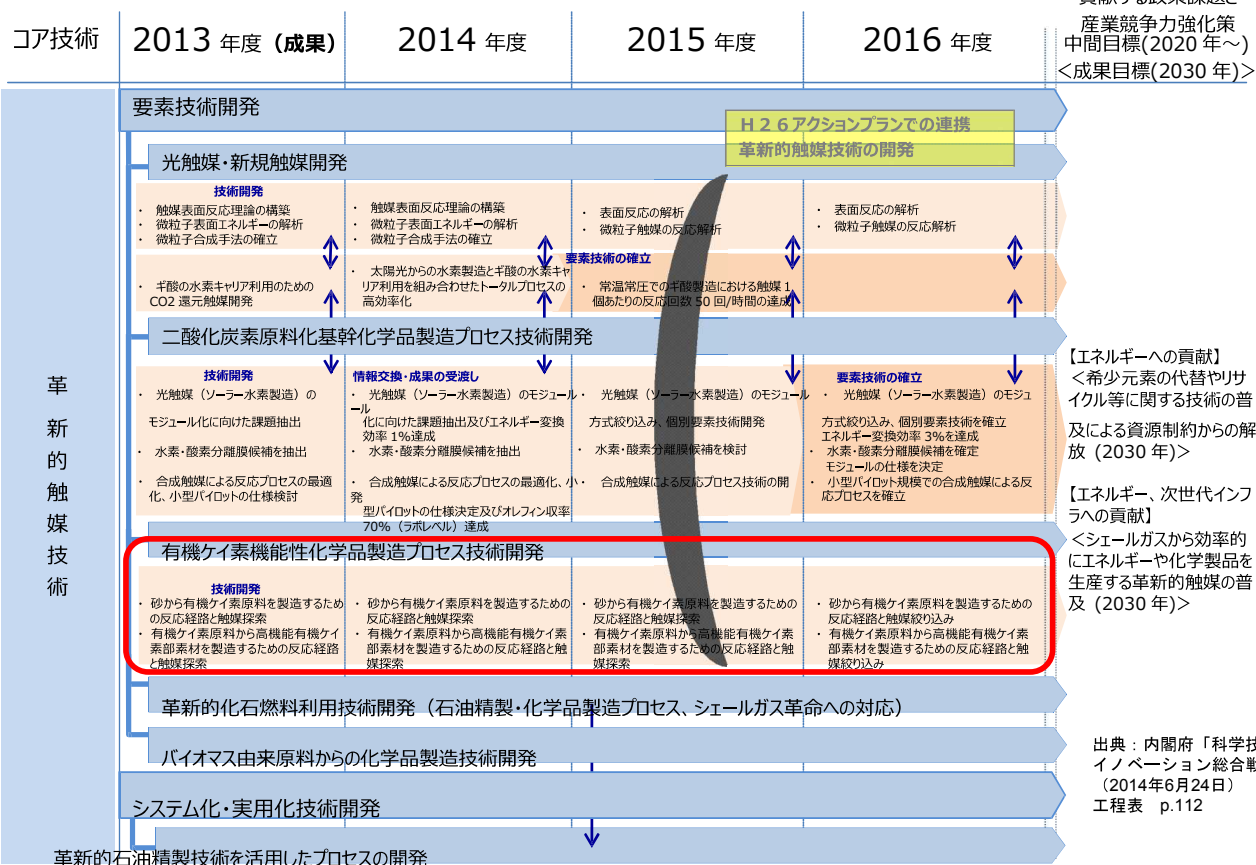 貢献する政策課題と
コア技術
2013 年度 (成果)
2014 年度
2015 年度
2016 年度
産業競争力強化策
中間目標(2020 年～)
<成果目標(2030 年)>
革新的触媒技術
要素技術開発
H26アクションプランでの連携
革新的触媒技術の開発
光触媒・新規触媒開発
技術開発
・ 触媒表面反応理論の構築
・ 微粒子表面エネルギーの解析
・ 微粒子合成手法の確立
・ 触媒表面反応理論の構築
・ 微粒子表面エネルギーの解析
・ 微粒子合成手法の確立
・ 表面反応の解析
・ 微粒子触媒の反応解析
・ 表面反応の解析
・ 微粒子触媒の反応解析
・ ギ酸の水素キャリア利用のための
CO2 還元触媒開発
・ 太陽光からの水素製造とギ酸の水素キャ
リア利用を組み合わせたトータルプロセスの
高効率化
要素技術の確立
・ 常温常圧でのギ酸製造における触媒 1
個あたりの反応回数 50 回/時間の達成
二酸化炭素原料化基幹化学品製造プロセス技術開発
技術開発
・ 光触媒（ソーラー水素製造）の
モジュール化に向けた課題抽出
・ 水素・酸素分離膜候補を抽出
・ 合成触媒による反応プロセスの最適
化、小型パイロットの仕様検討
情報交換・成果の受渡し
・ 光触媒（ソーラー水素製造）のモジュール
ール
化に向けた課題抽出及びエネルギー変換
効率 1%達成
・ 水素・酸素分離膜候補を抽出
・ 合成触媒による反応プロセスの最適化、小
発
型パイロットの仕様決定及びオレフィン収率
70%（ラボレベル）達成
・ 光触媒（ソーラー水素製造）のモジュール
方式絞り込み、個別要素技術開発
・ 水素・酸素分離膜候補を検討
・ 合成触媒による反応プロセス技術の開
要素技術の確立
・ 光触媒（ソーラー水素製造）のモジュ
方式絞り込み、個別要素技術を確立
エネルギー変換効率 3%を達成
・ 水素・酸素分離膜候補を確定
モジュールの仕様を決定
・ 小型パイロット規模での合成触媒による反
応プロセスを確立
有機ケイ素機能性化学品製造プロセス技術開発
技術開発
・ 砂から有機ケイ素原料を製造するため
の反応経路と触媒探索
・ 有機ケイ素原料から高機能有機ケイ
素部素材を製造するための反応経路
と触媒探索
・ 砂から有機ケイ素原料を製造するための
反応経路と触媒探索
・ 有機ケイ素原料から高機能有機ケイ素
部素材を製造するための反応経路と触
媒探索
・ 砂から有機ケイ素原料を製造するための
反応経路と触媒探索
・ 有機ケイ素原料から高機能有機ケイ素
部素材を製造するための反応経路と触
媒探索
・ 砂から有機ケイ素原料を製造するための
反応経路と触媒絞り込み
・ 有機ケイ素原料から高機能有機ケイ素
部素材を製造するための反応経路と触
媒絞り込み
革新的化石燃料利用技術開発（石油精製・化学品製造プロセス、シェールガス革命への対応）
バイオマス由来原料からの化学品製造技術開発
システム化・実用化技術開発
革新的石油精製技術を活用したプロセスの開発
【エネルギーへの貢献】
<希少元素の代替やリサ
イクル等に関する技術の普
及による資源制約からの解
放 (2030 年)>
【エネルギー、次世代インフ
ラへの貢献】
<シェールガスから効率的
にエネルギーや化学製品を
生産する革新的触媒の普
及 (2030 年)>
出典：内閣府「科学技
イノベーション総合戦
（2014年6月24日）
工程表 p.112